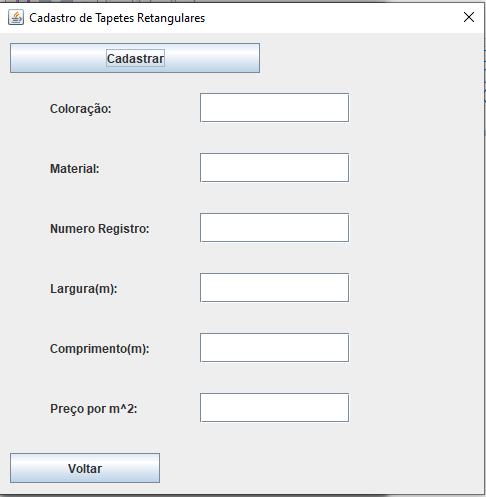 Cadastro de Tapetes Retangulares
Cadastrar
Coloração:
Material:
Numero Registro:
Largura(m):
Comprimento(m):
Preço por m^2:
Voltar